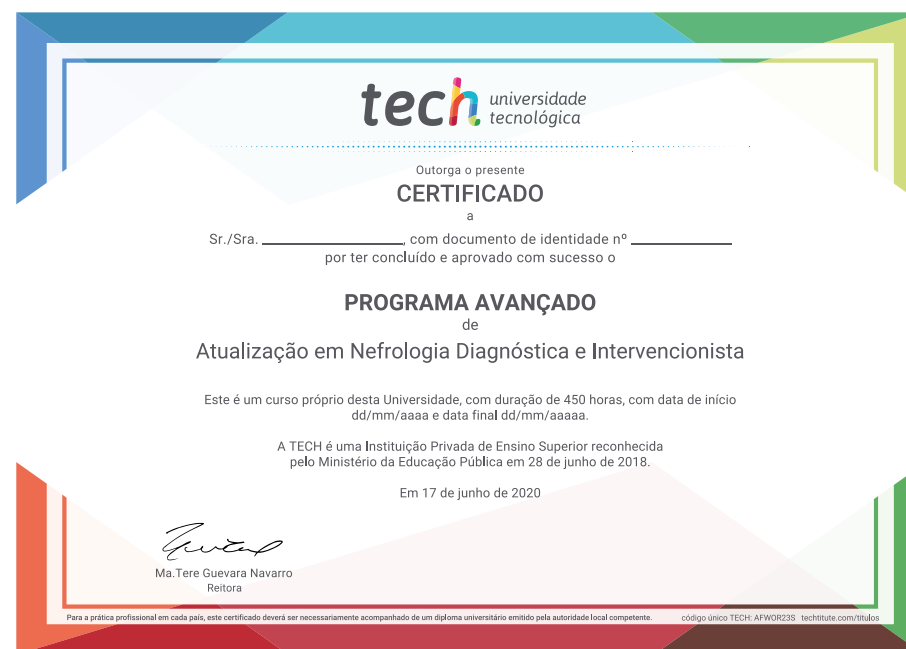 tech universidade
tecnológica
Outorga o presente
CERTIFICADO
a
Sr./Sra. ____________, com documento de identidade nº ____________
por ter concluído e aprovado com sucesso o
PROGRAMA AVANÇADO
de
Atualização em Nefrologia Diagnóstica e Intervencionista
Este é um curso próprio desta Universidade, com duração de 450 horas, com data de início
dd/mm/aaaa e data final dd/mm/aaaaa.
A TECH é uma Instituição Privada de Ensino Superior reconhecida
pelo Ministério da Educação Pública em 28 de junho de 2018.
Em 17 de junho de 2020
Ma.Tere Guevara Navarro
Reitora
Para a prática profissional em cada país, este certificado deverá ser necessariamente acompanhado de um diploma universitário emitido pela autoridade local competente. código único TECH: AFWOR23S techtitute.com/titulos